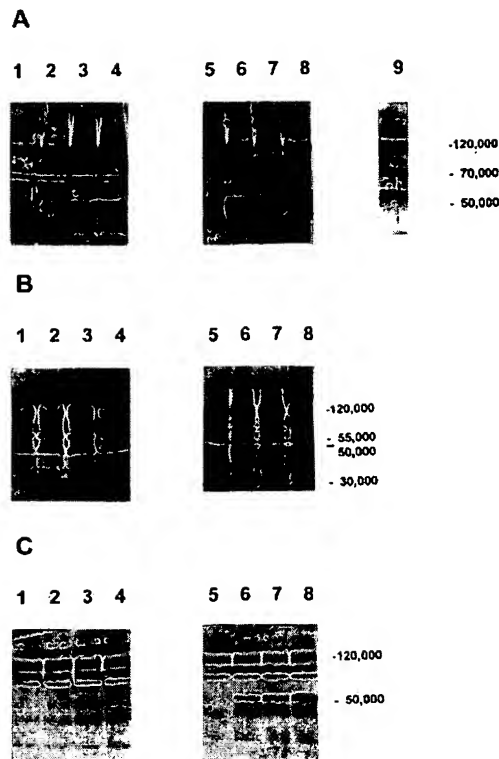 A
1 2 3 4 5 6 7 8 9
-120,000
- 70,000
- 50,000
B
1 2 3 4 5 6 7 8
-120,000
- 55,000
50,000
- 30,000
C
1 2 3 4 5 6 7 8
-120,000
- 50,000